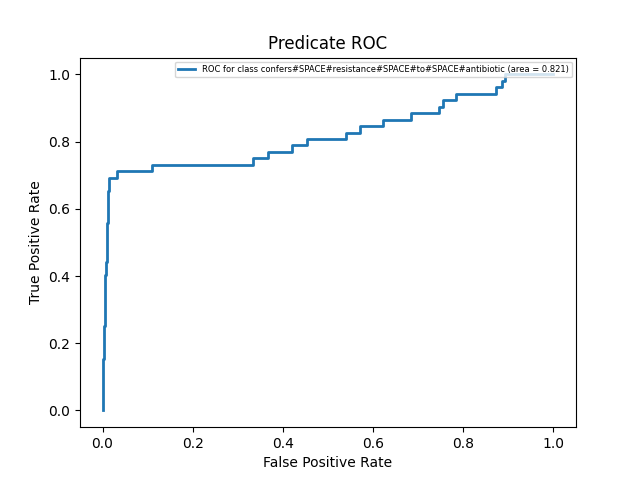 Predicate ROC
ROC for class confers#SPACE#resistance#SPACE#to#SPACE#antibiotic (area = 0.821)
1.0
0.8
0.6
0.4
0.2
0.0
True Positive Rate
0.0 0.2 0.4 0.6 0.8 1.0
False Positive Rate